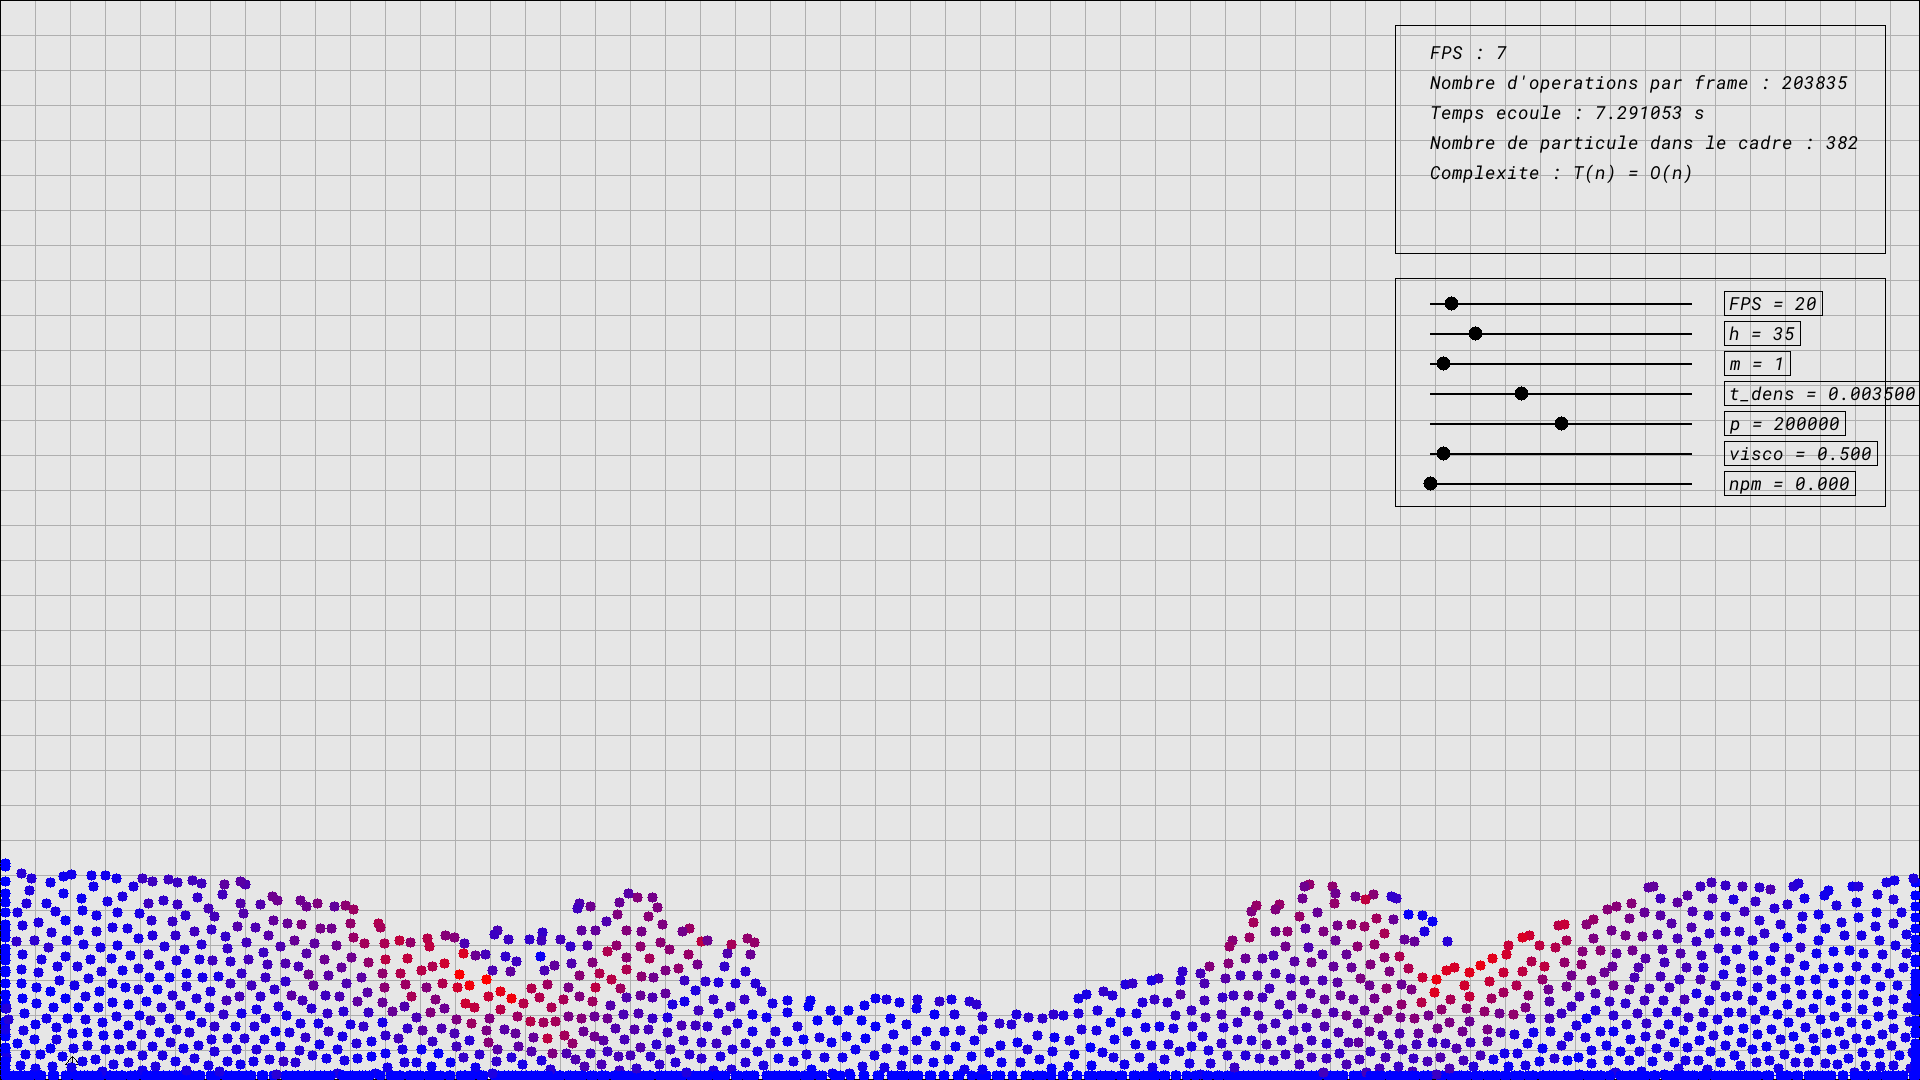 FPS : 7
Nombre d'operations par frame : 203835
Temps ecoule : 7.291053 s
Nombre de particule dans le cadre : 382
Complexite : T(n) = O(n)
FPS = 20
h = 35
m = 1
t_dens = 0.003500
p = 200000
visco = 0.500
npm = 0.000